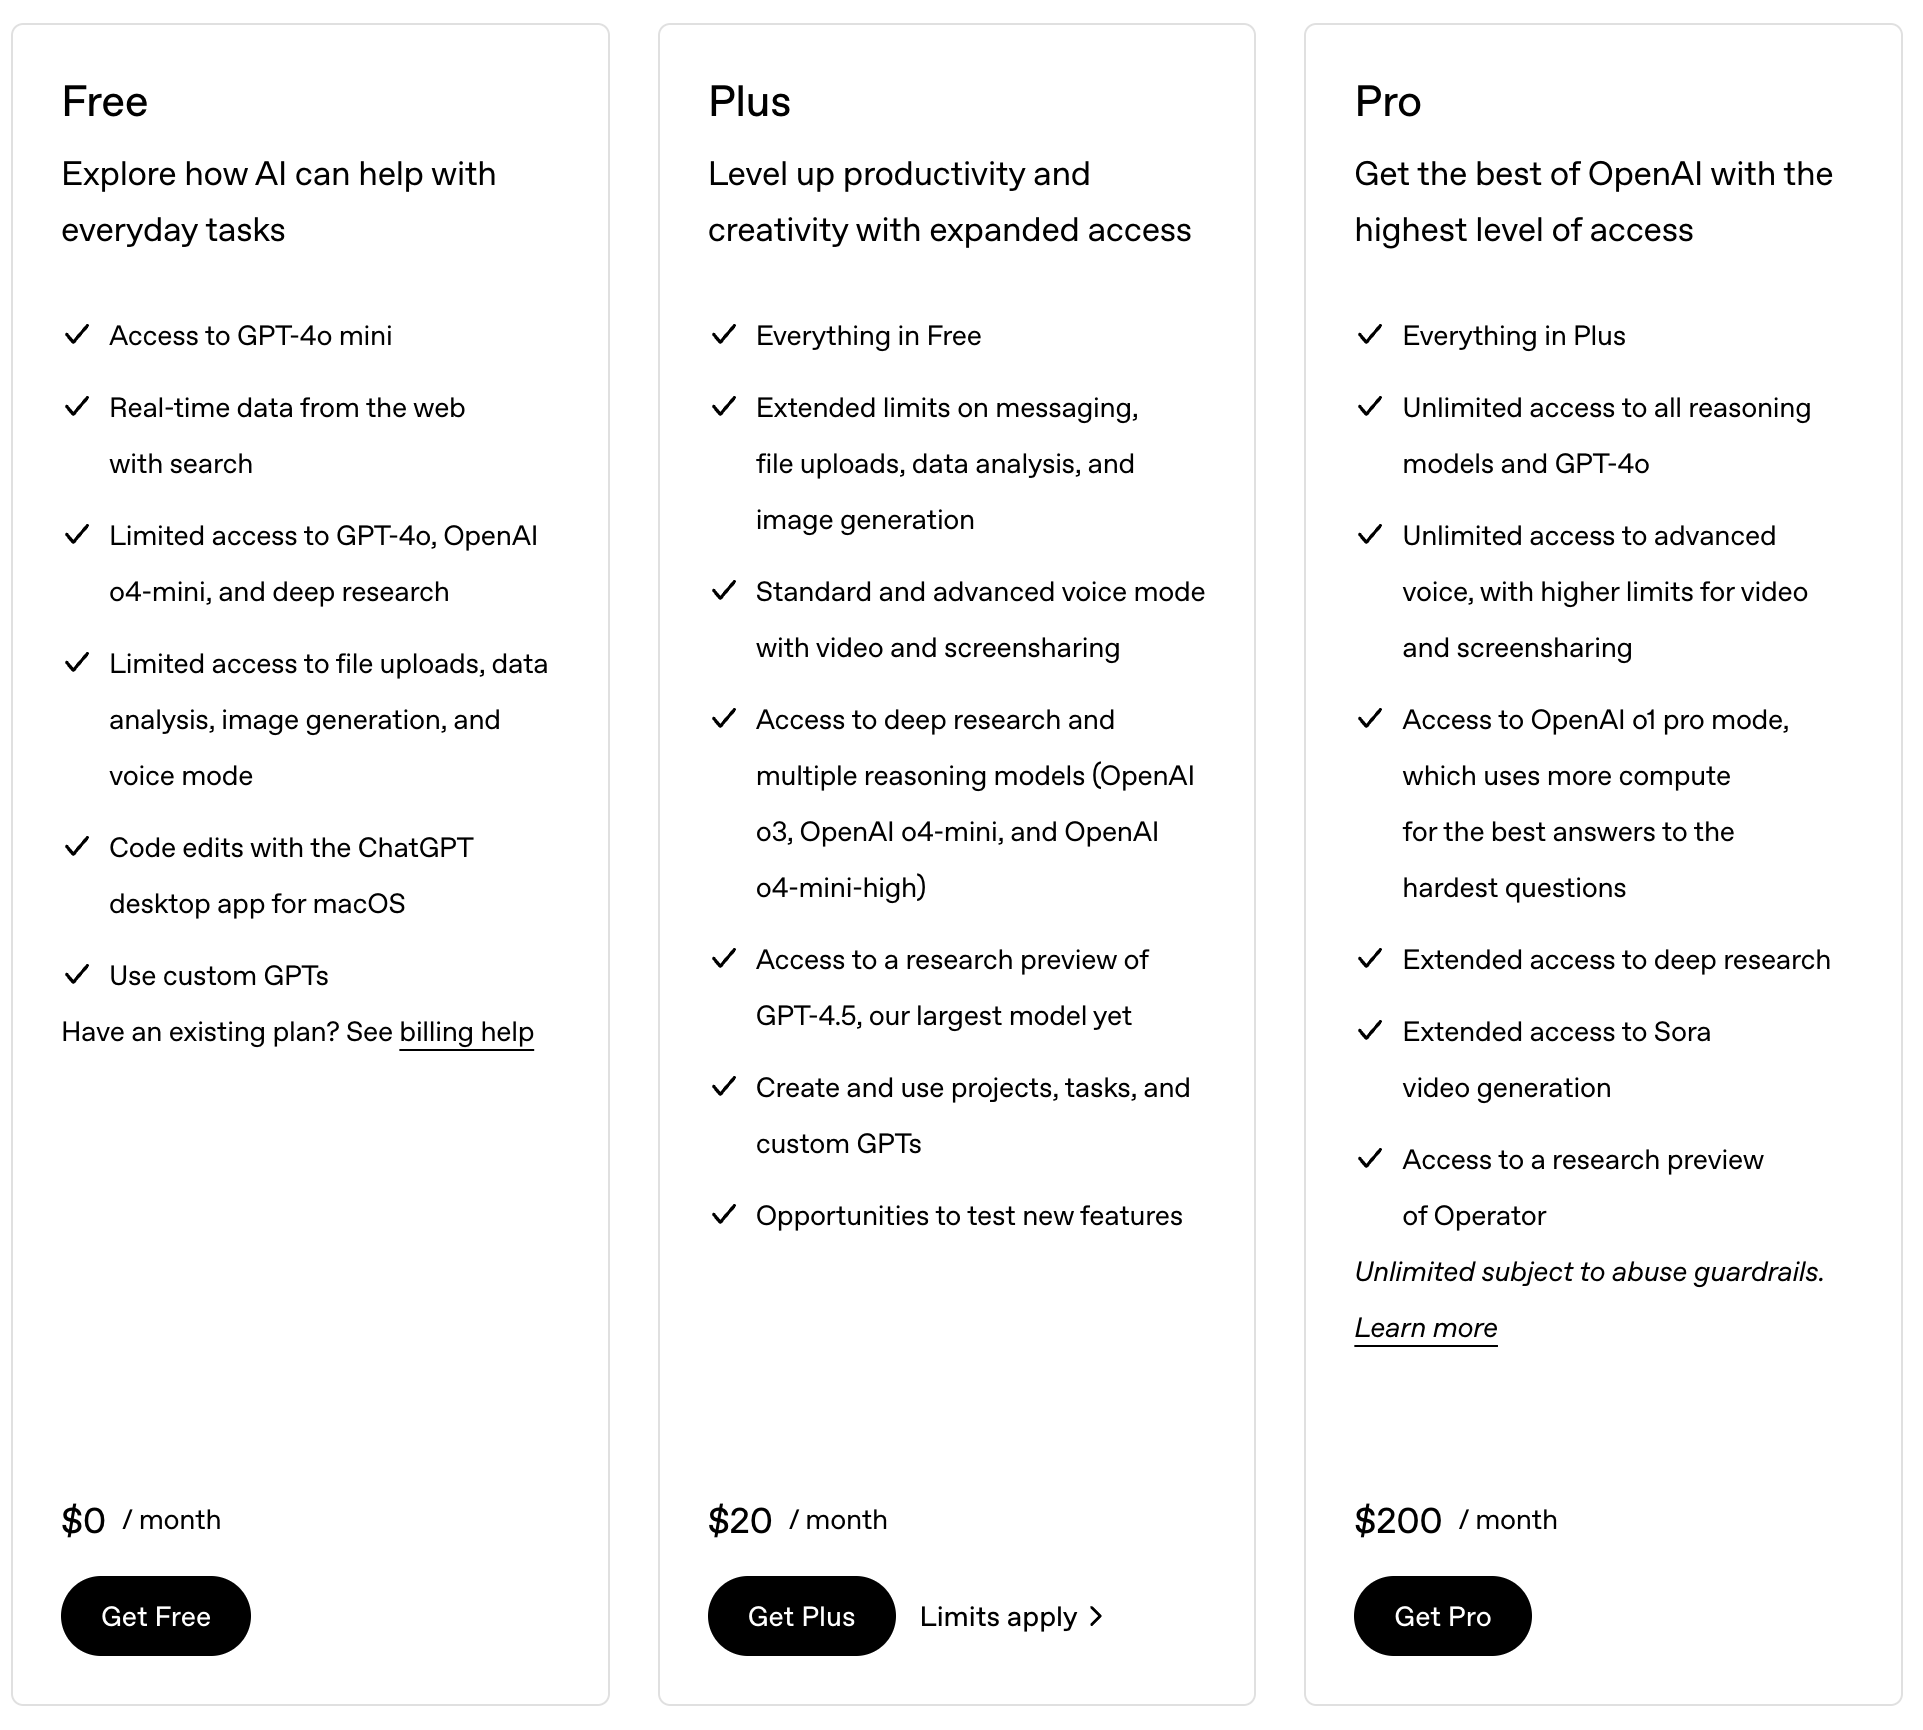 Free
Explore how AI can help with
everyday tasks
Access to GPT-4o mini
Real-time data from the web
with search
Limited access to GPT-4o, OpenAI
o4-mini, and deep research
Limited access to file uploads, data
analysis, image generation, and
voice mode
Code edits with the ChatGPT
desktop app for macOS
Use custom GPTs
Have an existing plan? See billing help
$0 / month
Get Free
Plus
Level up productivity and
creativity with expanded access
Everything in Free
Extended limits on messaging,
file uploads, data analysis, and
image generation
Standard and advanced voice mode
with video and screensharing
Access to deep research and
multiple reasoning models (OpenAI
o3, OpenAI o4-mini, and OpenAI
o4-mini-high)
Access to a research preview of
GPT-4.5, our largest model yet
Create and use projects, tasks, and
custom GPTs
Opportunities to test new features
$20 / month
Get Plus
Limits apply
Pro
Get the best of OpenAI with the
highest level of access
Everything in Plus
Unlimited access to all reasoning
models and GPT-4o
Unlimited access to advanced
voice, with higher limits for video
and screensharing
Access to OpenAI o1 pro mode,
which uses more compute
for the best answers to the
hardest questions
Extended access to deep research
Extended access to Sora
video generation
Access to a research preview
of Operator
Unlimited subject to abuse guardrails.
Learn more
$200 / month
Get Pro